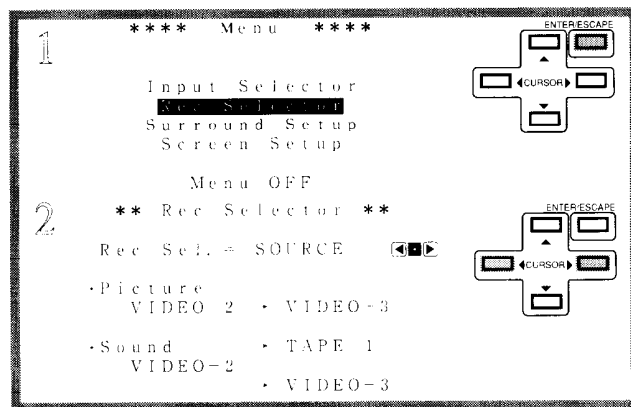 1
**** Menu ****
Input Selector
Rec Selector
Surround Setup
Screen Setup
Menu OFF
ENTER/ESCAPE
CURSOR
2
** Rec Selector **
Rec Sel. = SOURCE
・Picture
VIDEO 2 ・ VIDEO-3
・Sound ・ TAPE 1
VIDEO-2
・ VIDEO-3
ENTER/ESCAPE
CURSOR